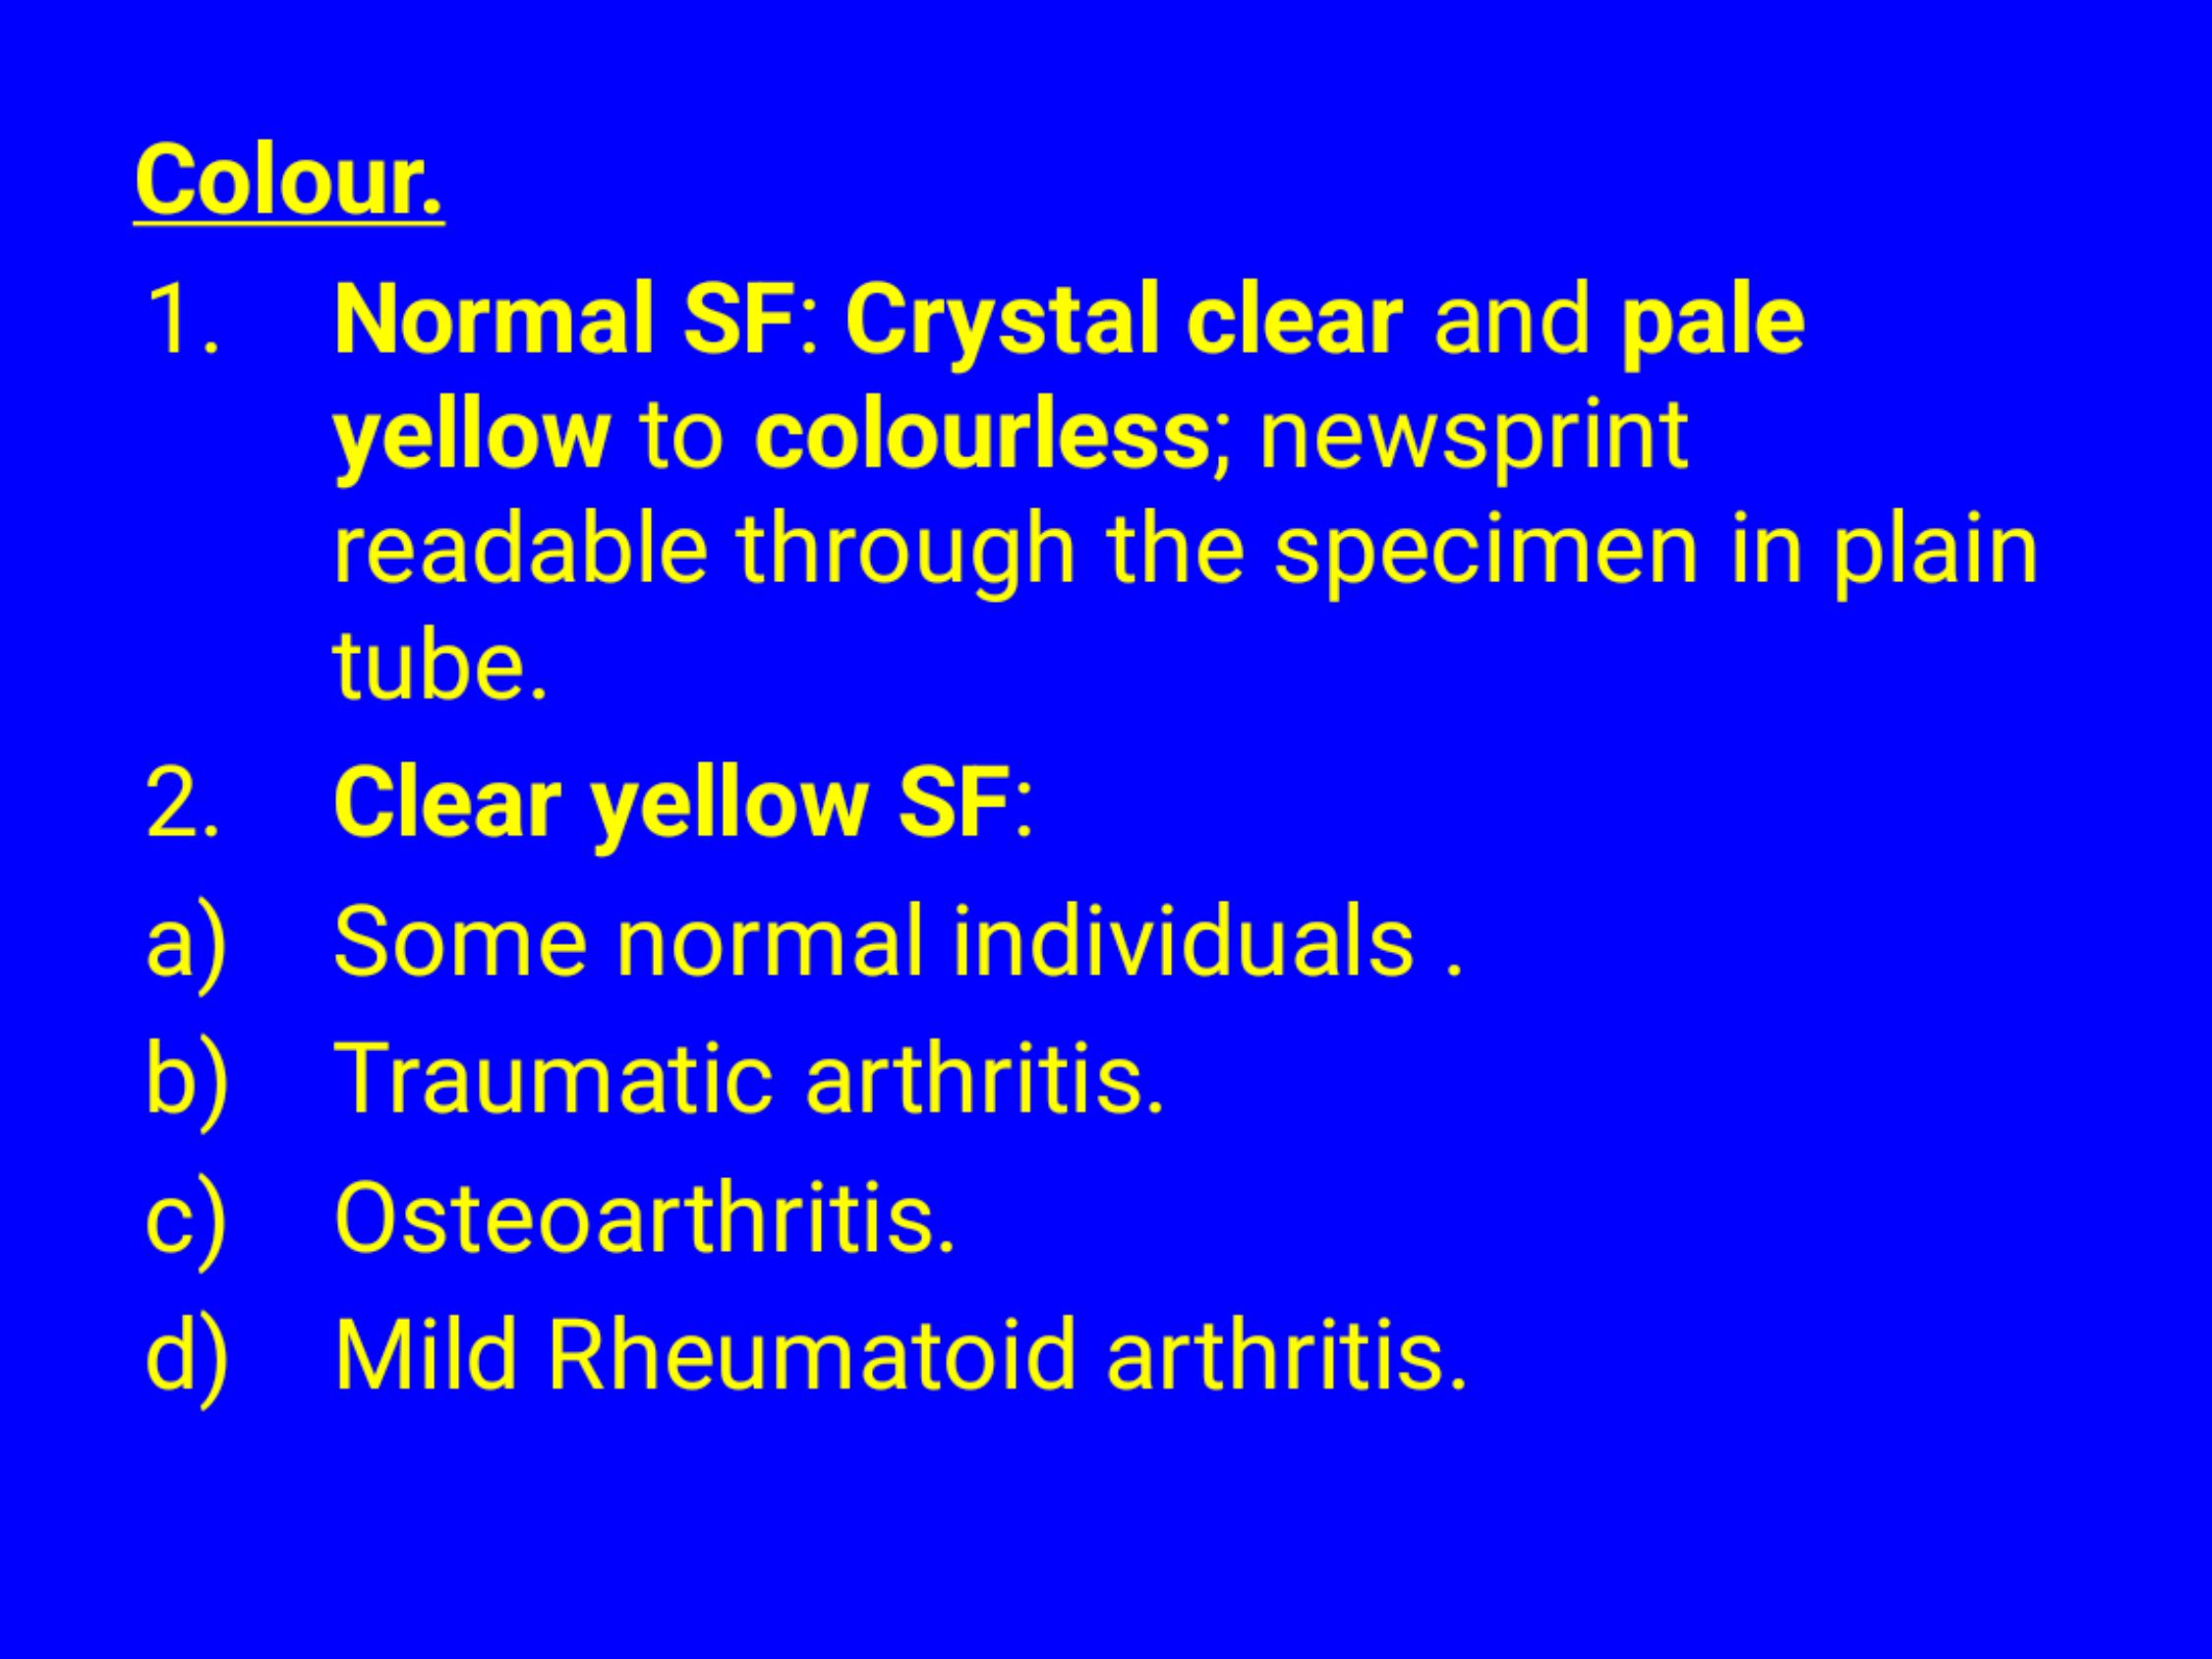 Colour.
1. Normal SF: Crystal clear and pale
yellow to colourless; newsprint
readable through the specimen in plain
tube.
2. Clear yellow SF:
a) Some normal individuals .
b) Traumatic arthritis.
c) Osteoarthritis.
d) Mild Rheumatoid arthritis.